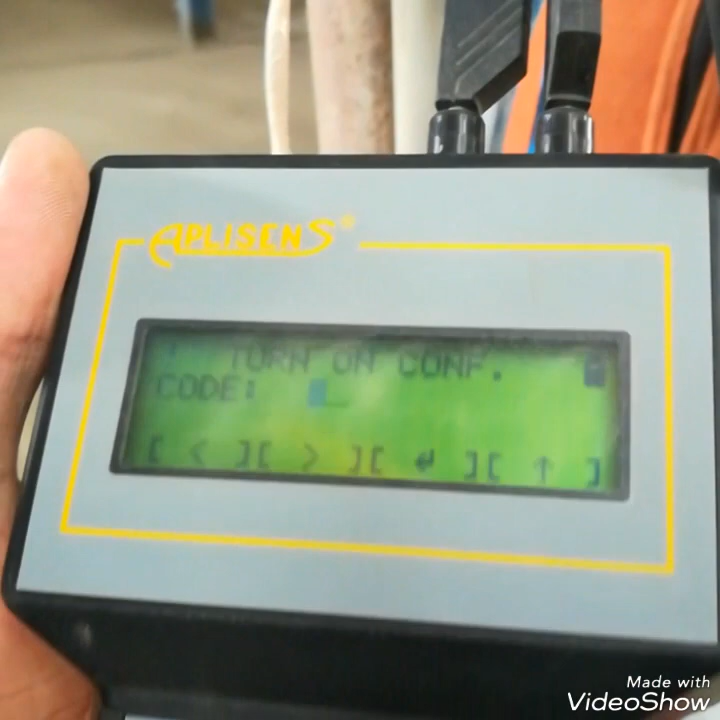 APLISENS®
TURN ON CONF.
CODE:
[ < ][ > ][ ↵ ][ ↑ ]
Made with
VideoShow